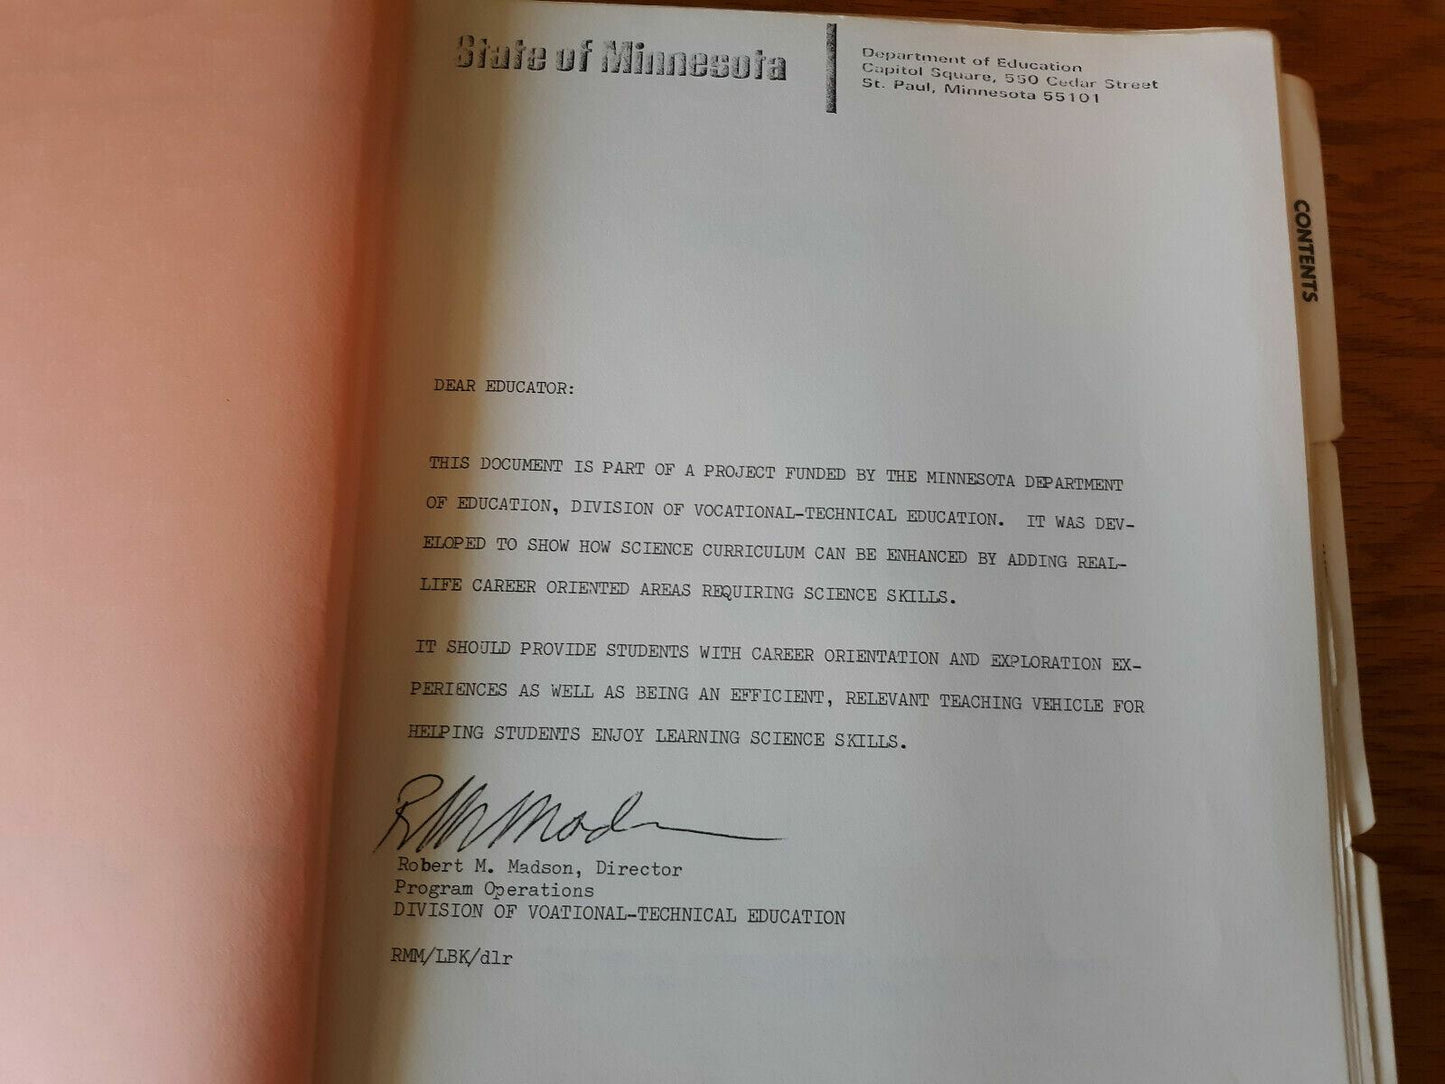 State of Minnesota
Department of Education
Capitol Square, 550 Cedar Street
St. Paul, Minnesota 55101
CONTENTS
DEAR EDUCATOR:
THIS DOCUMENT IS PART OF A PROJECT FUNDED BY THE MINNESOTA DEPARTMENT
OF EDUCATION, DIVISION OF VOCATIONAL-TECHNICAL EDUCATION. IT WAS DEV-
ELOPED TO SHOW HOW SCIENCE CURRICULUM CAN BE ENHANCED BY ADDING REAL-
LIFE CAREER ORIENTED AREAS REQUIRING SCIENCE SKILLS.
IT SHOULD PROVIDE STUDENTS WITH CAREER ORIENTATION AND EXPLORATION EX-
PERIENCES AS WELL AS BEING AN EFFICIENT, RELEVANT TEACHING VEHICLE FOR
HELPING STUDENTS ENJOY LEARNING SCIENCE SKILLS.
Robert M. Madson, Director
Program Operations
DIVISION OF VOATIONAL-TECHNICAL EDUCATION
RMM/LBK/dlr